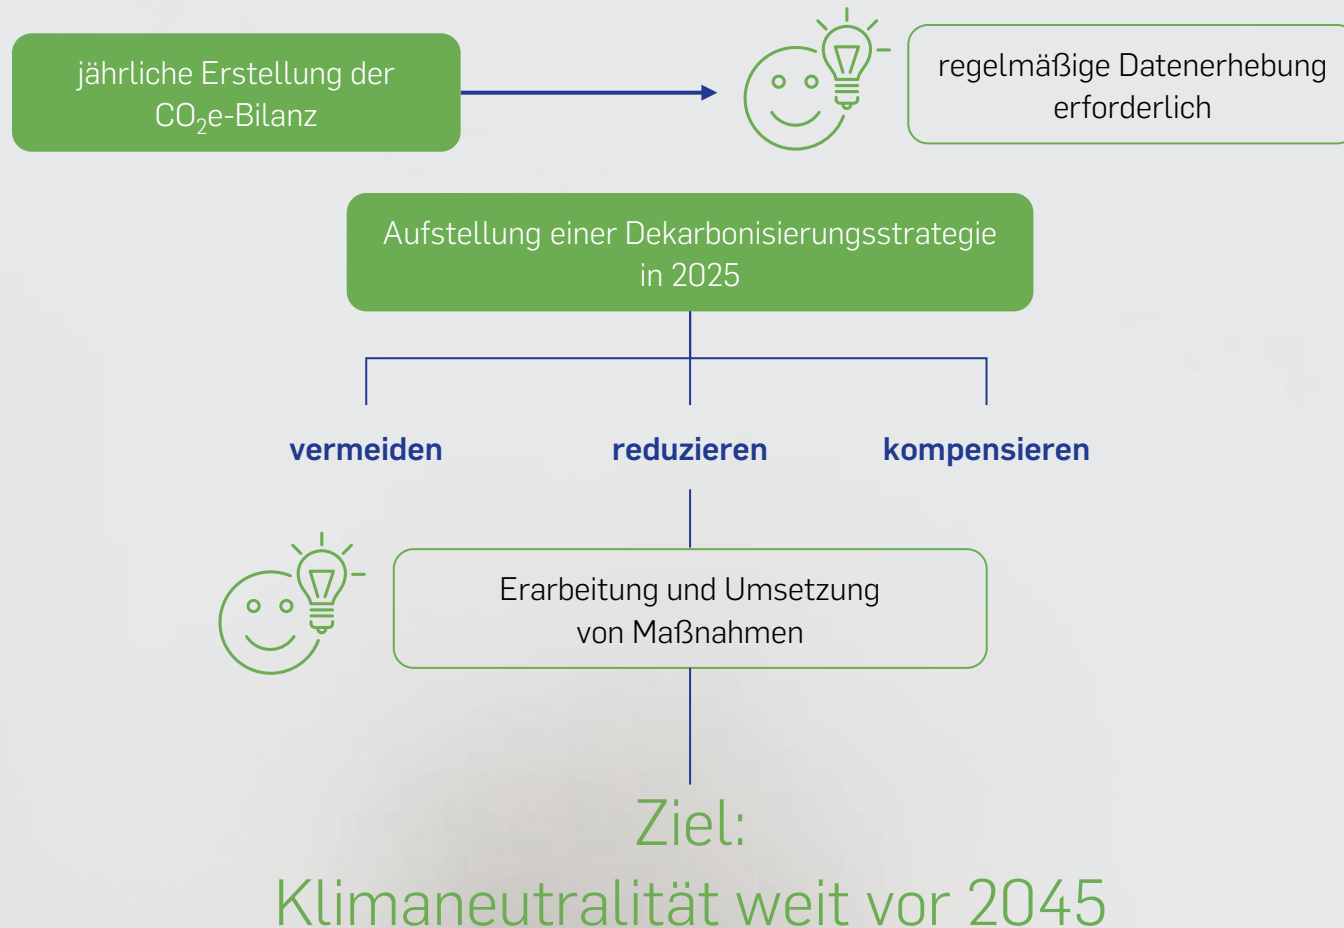 jährliche Erstellung der
CO₂e-Bilanz
regelmäßige Datenerhebung
erforderlich
Aufstellung einer Dekarbonisierungsstrategie
in 2025
vermeiden
reduzieren
kompensieren
Erarbeitung und Umsetzung
von Maßnahmen
Ziel:
Klimaneutralität weit vor 2045